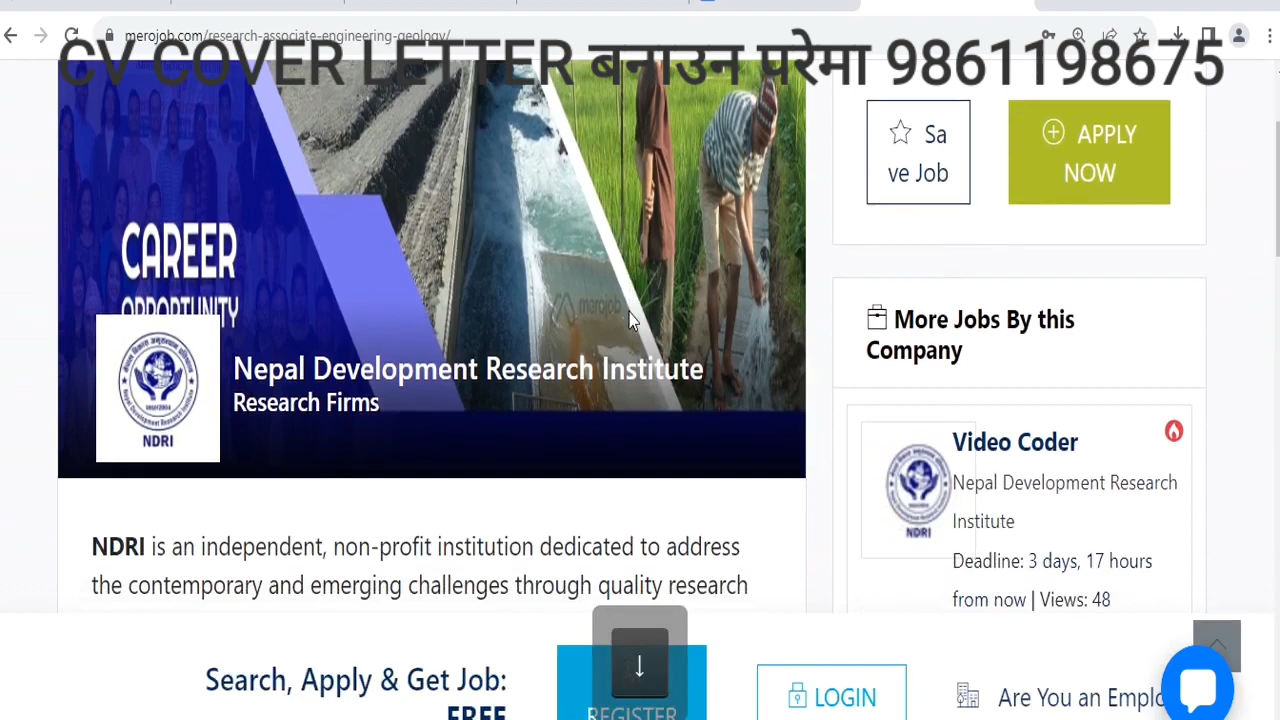 merojob.com/research-associate-engineering-geology/
CV COVER LETTER बनाउन परेमा 9861198675
Sa
ve Job
APPLY
NOW
CAREER
OPPORTUNITY
merojob
NDRI
Nepal Development Research Institute
Research Firms
More Jobs By this
Company
NDRI
Video Coder
Nepal Development Research
Institute
Deadline: 3 days, 17 hours
from now | Views: 48
NDRI is an independent, non-profit institution dedicated to address
the contemporary and emerging challenges through quality research
Search, Apply & Get Job:
FREE
REGISTER
LOGIN
Are You an Emplo